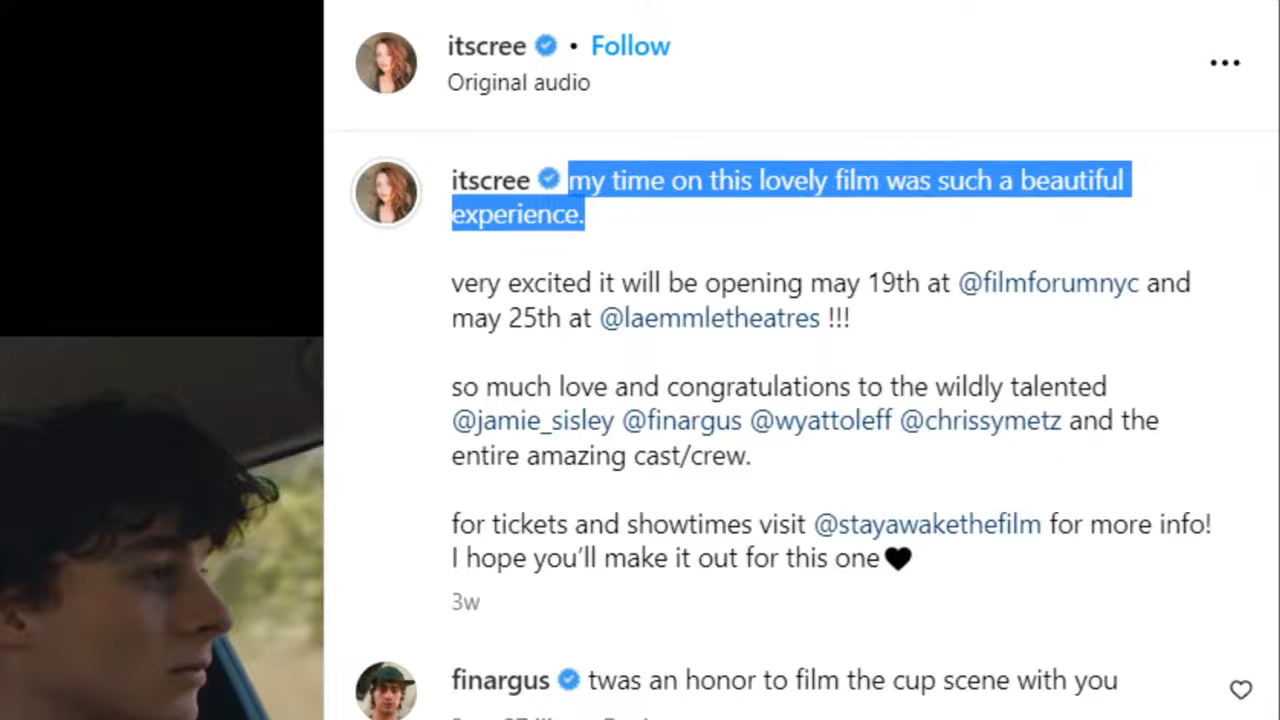 itscree • Follow
Original audio
itscree my time on this lovely film was such a beautiful
experience.
very excited it will be opening may 19th at @filmforumnyc and
may 25th at @laemmletheatres !!!
so much love and congratulations to the wildly talented
@jamie_sisley @finargus @wyattoleff @chrissymetz and the
entire amazing cast/crew.
for tickets and showtimes visit @stayawakethefilm for more info!
I hope you’ll make it out for this one🖤
3w
finargus twas an honor to film the cup scene with you